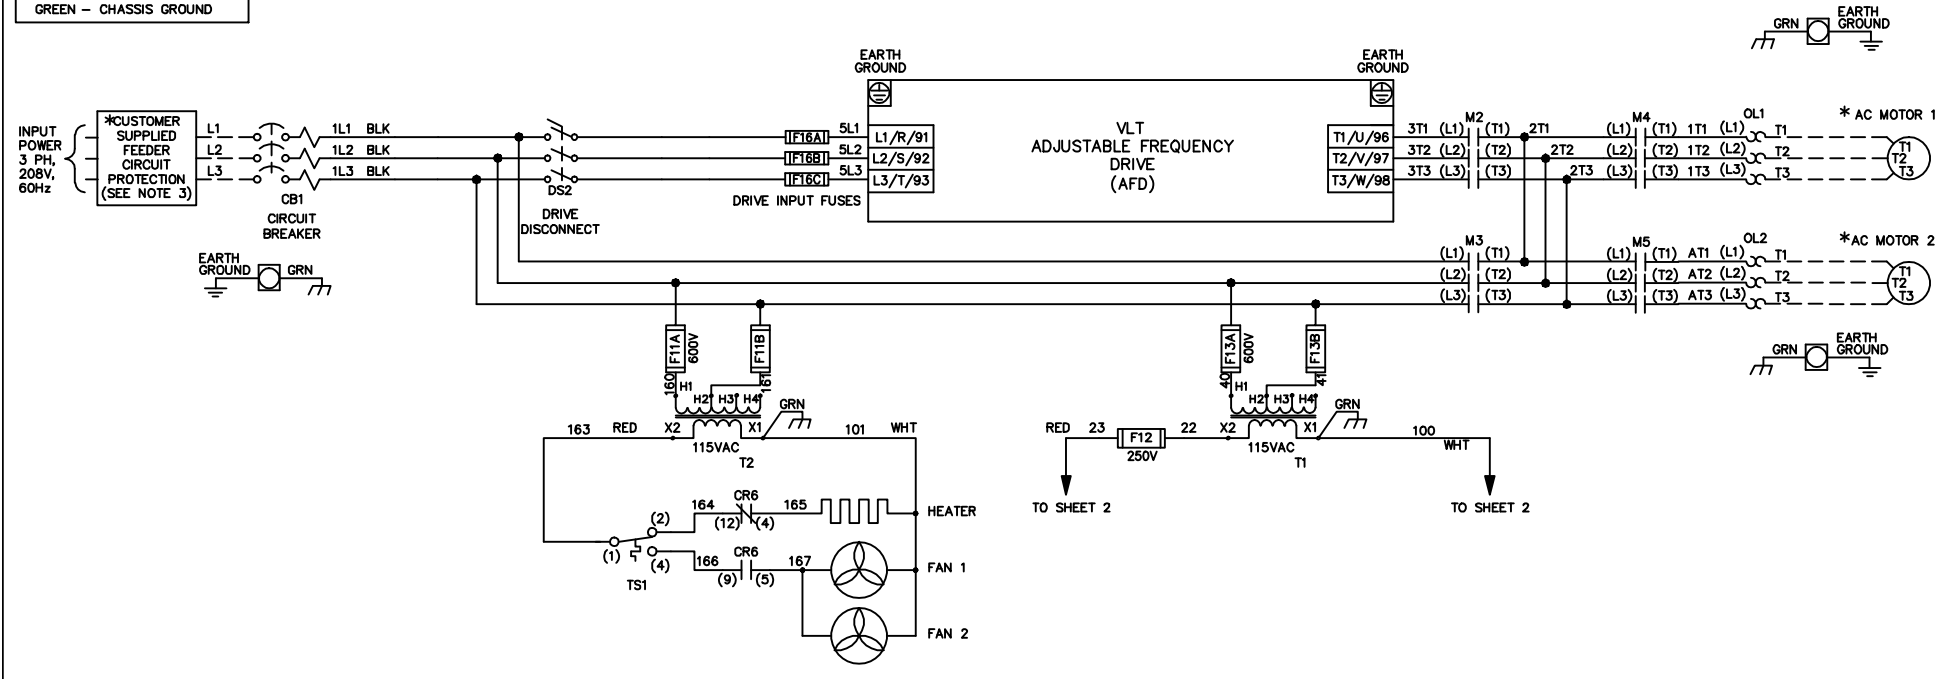 GREEN - CHASSIS GROUND
EARTH
GROUND
GRN
EARTH
GROUND
EARTH
GROUND
INPUT
POWER
3 PH,
208V,
60Hz
*CUSTOMER
SUPPLIED
FEEDER
CIRCUIT
PROTECTION
(SEE NOTE 3)
L1
L2
L3
CB1
CIRCUIT
BREAKER
1L1 BLK
1L2 BLK
1L3 BLK
DS2
DRIVE
DISCONNECT
F16A
F16B
F16C
DRIVE INPUT FUSES
5L1
5L2
5L3
L1/R/91
L2/S/92
L3/T/93
VLT
ADJUSTABLE FREQUENCY
DRIVE
(AFD)
T1/U/96
T2/V/97
T3/W/98
3T1 (L1) M2 (T1) 2T1 (L1) M4 (T1) 1T1 (L1) OL1 T1
3T2 (L2) (T2) 2T2 (L2) (T2) 1T2 (L2) T2
3T3 (L3) (T3) 2T3 (L3) (T3) 1T3 (L3) T3
* AC MOTOR 1
T1
T2
T3
EARTH
GROUND
GRN
(L1) M3 (T1) (L1) M5 (T1) AT1 (L1) OL2 T1
(L2) (T2) (L2) (T2) AT2 (L2) T2
(L3) (T3) (L3) (T3) AT3 (L3) T3
*AC MOTOR 2
T1
T2
T3
GRN
EARTH
GROUND
F11A
600V
F11B
160
161
H1
H2 H3 H4
GRN
163 RED X2 X1 101 WHT
115VAC
T2
F13A
600V
F13B
40
41
H1
H2 H3 H4
GRN
RED 23 F12 22 X2 X1 100
WHT
250V
115VAC
T1
TO SHEET 2
TO SHEET 2
164 CR6 165
(12) (4)
HEATER
(2)
(1)
(4)
TS1
166 CR6 167
(9) (5)
FAN 1
FAN 2